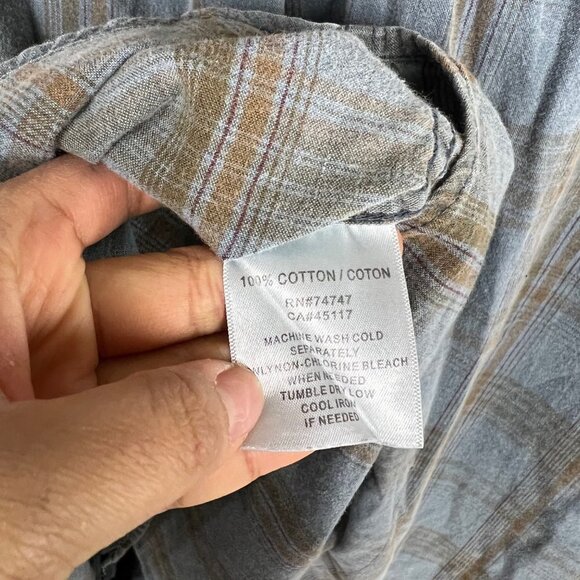 100% COTTON / COTON
RN#74747
CA#45117
MACHINE WASH COLD
SEPARATELY
ONLY NON-CHLORINE BLEACH
WHEN NEEDED
TUMBLE DRY LOW
COOL IRON
IF NEEDED